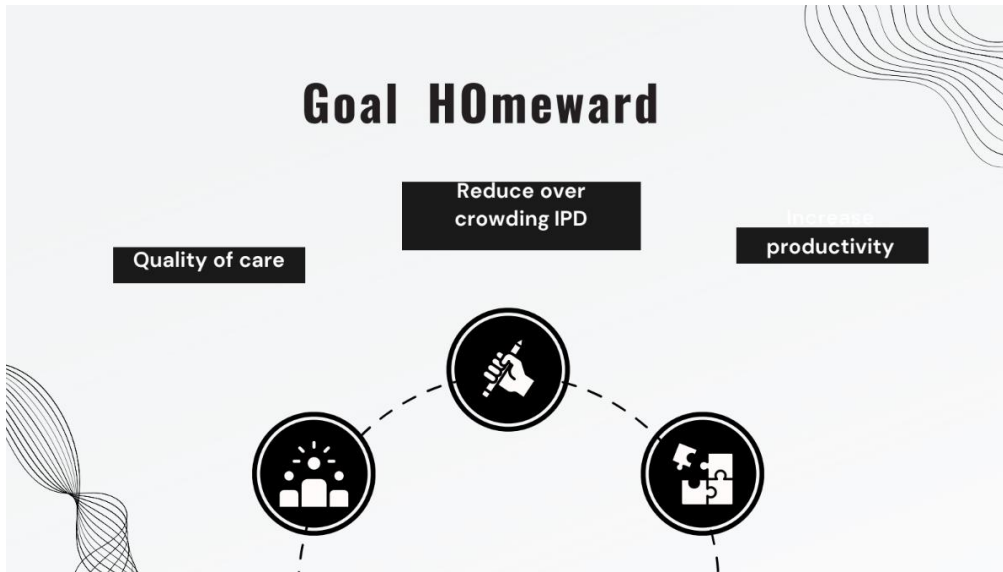 Goal HOmeward
Quality of care
Reduce over
crowding IPD
Increase
productivity